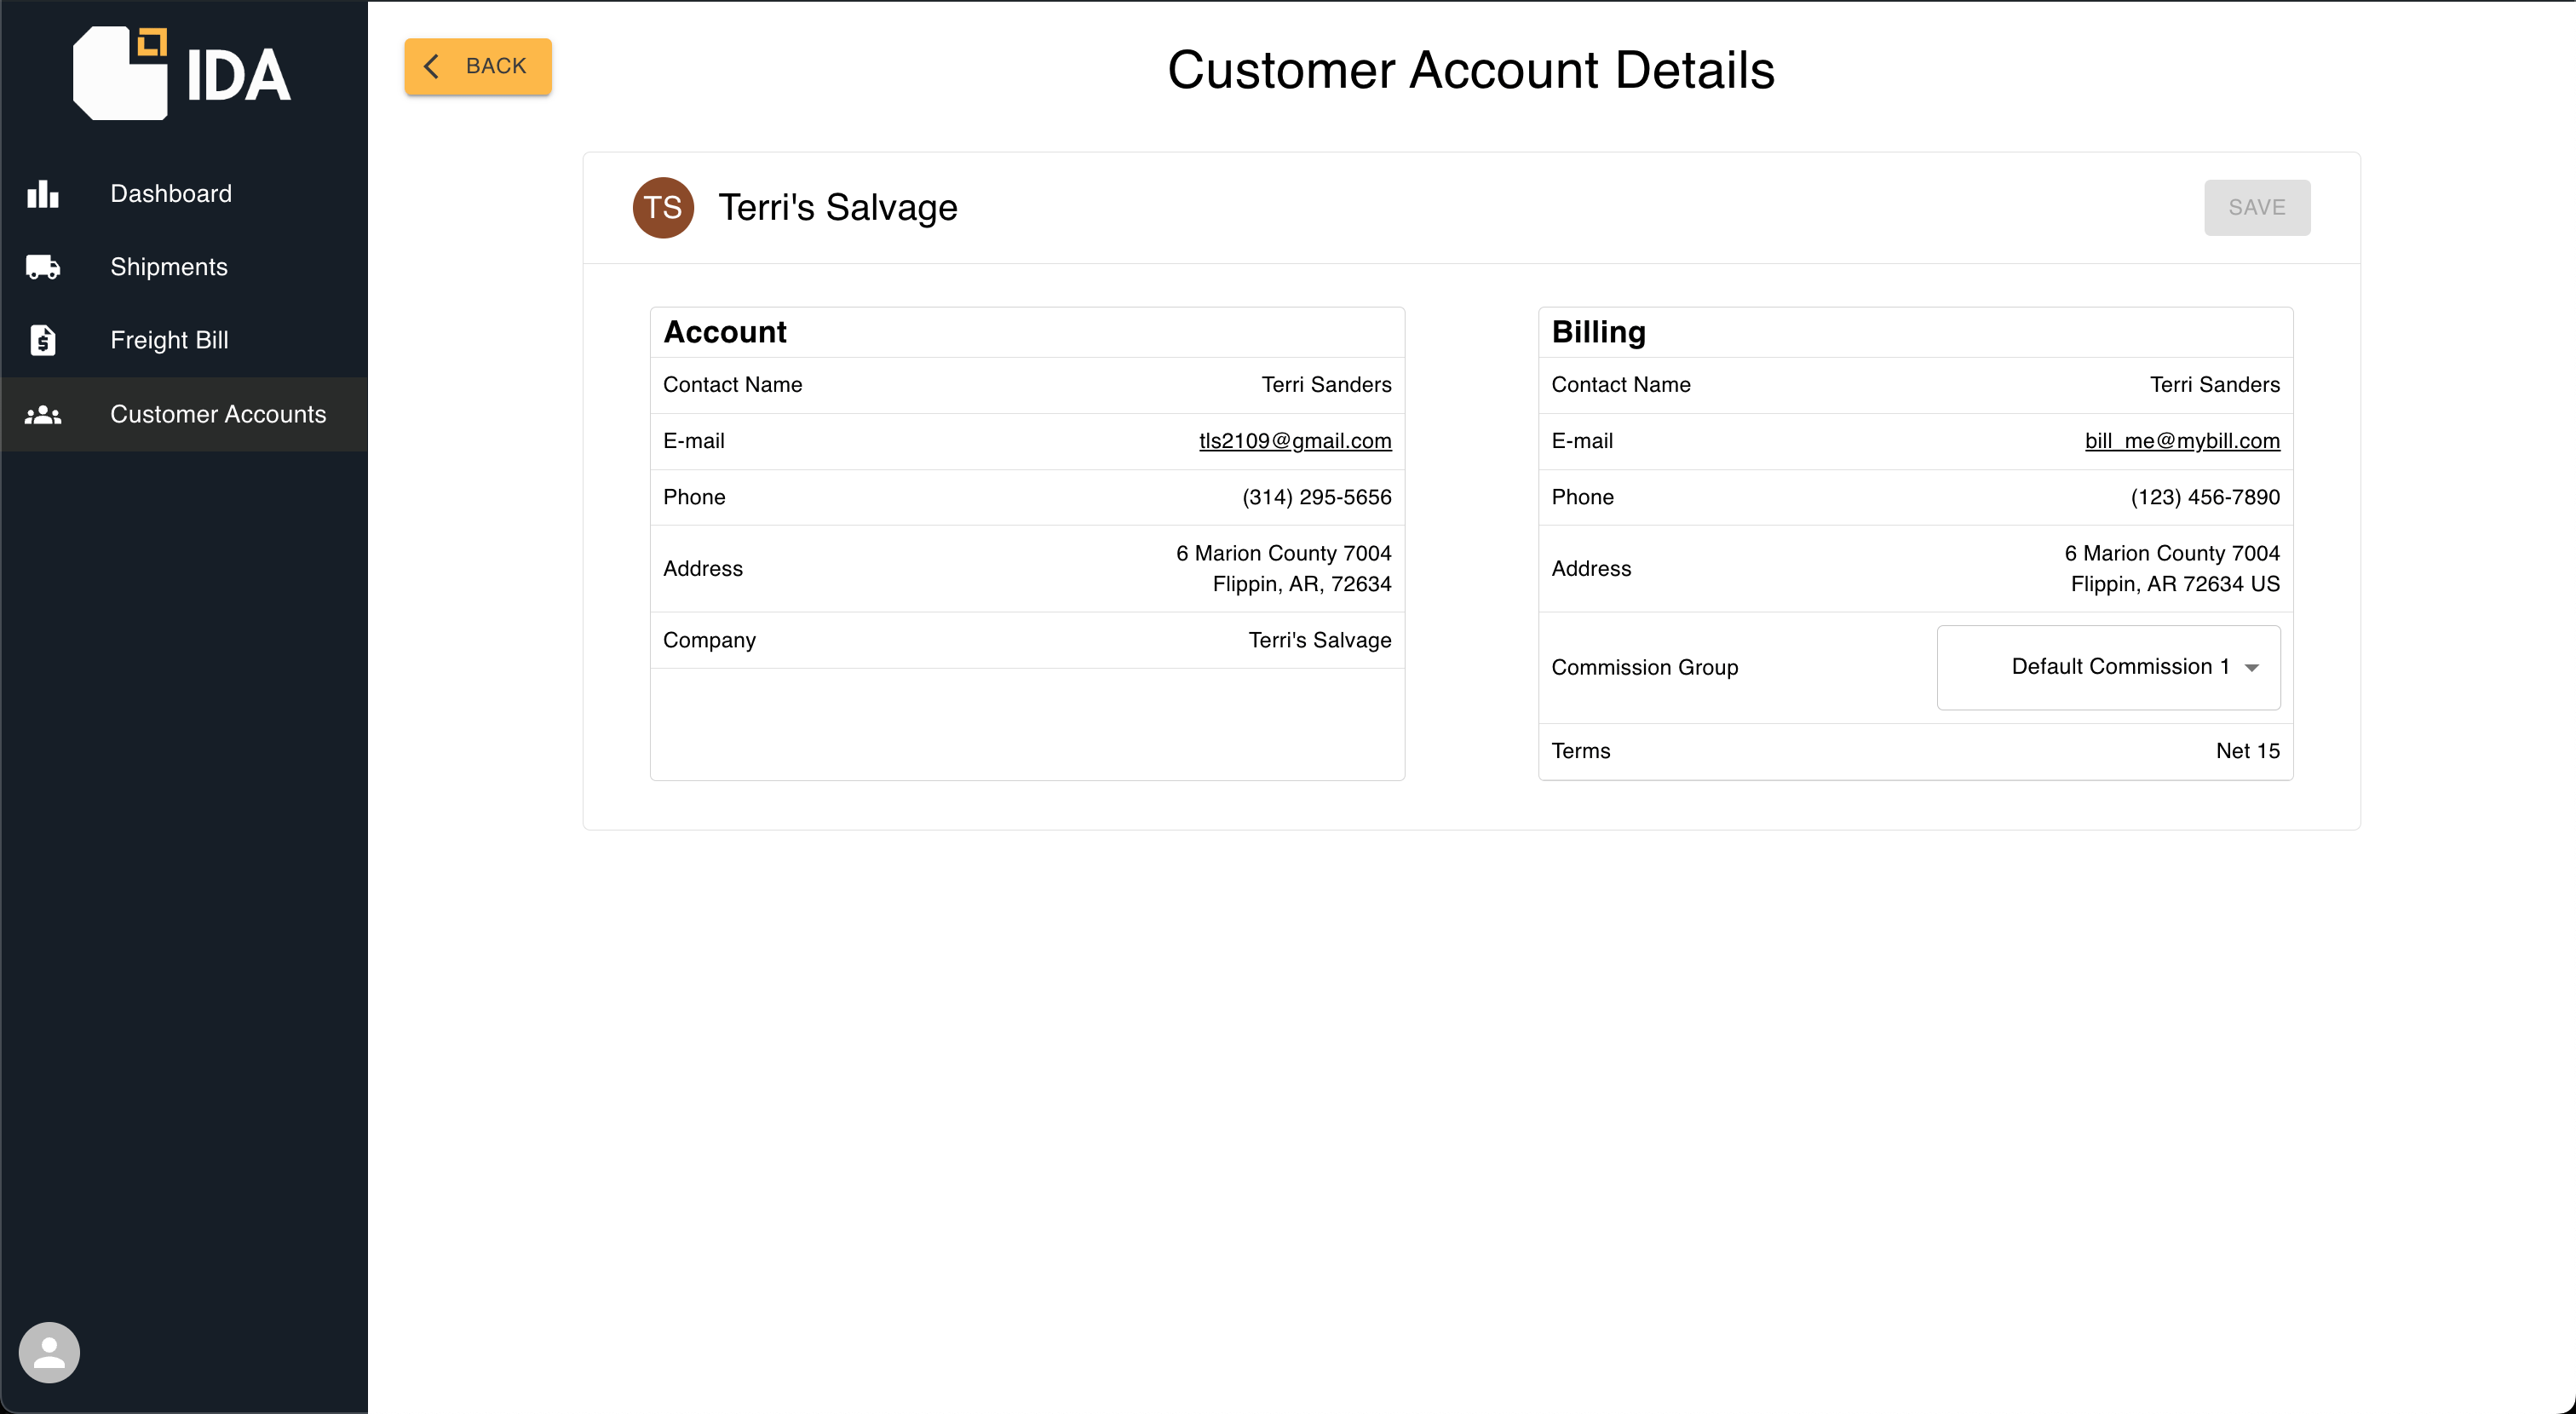 IDA
Dashboard
Shipments
Freight Bill
Customer Accounts
BACK
Customer Account Details
TS
Terri's Salvage
SAVE
Account
Contact Name Terri Sanders
E-mail tls2109@gmail.com
Phone (314) 295-5656
Address 6 Marion County 7004
Flippin, AR, 72634
Company Terri's Salvage
Billing
Contact Name Terri Sanders
E-mail bill_me@mybill.com
Phone (123) 456-7890
Address 6 Marion County 7004
Flippin, AR 72634 US
Commission Group Default Commission 1
Terms Net 15